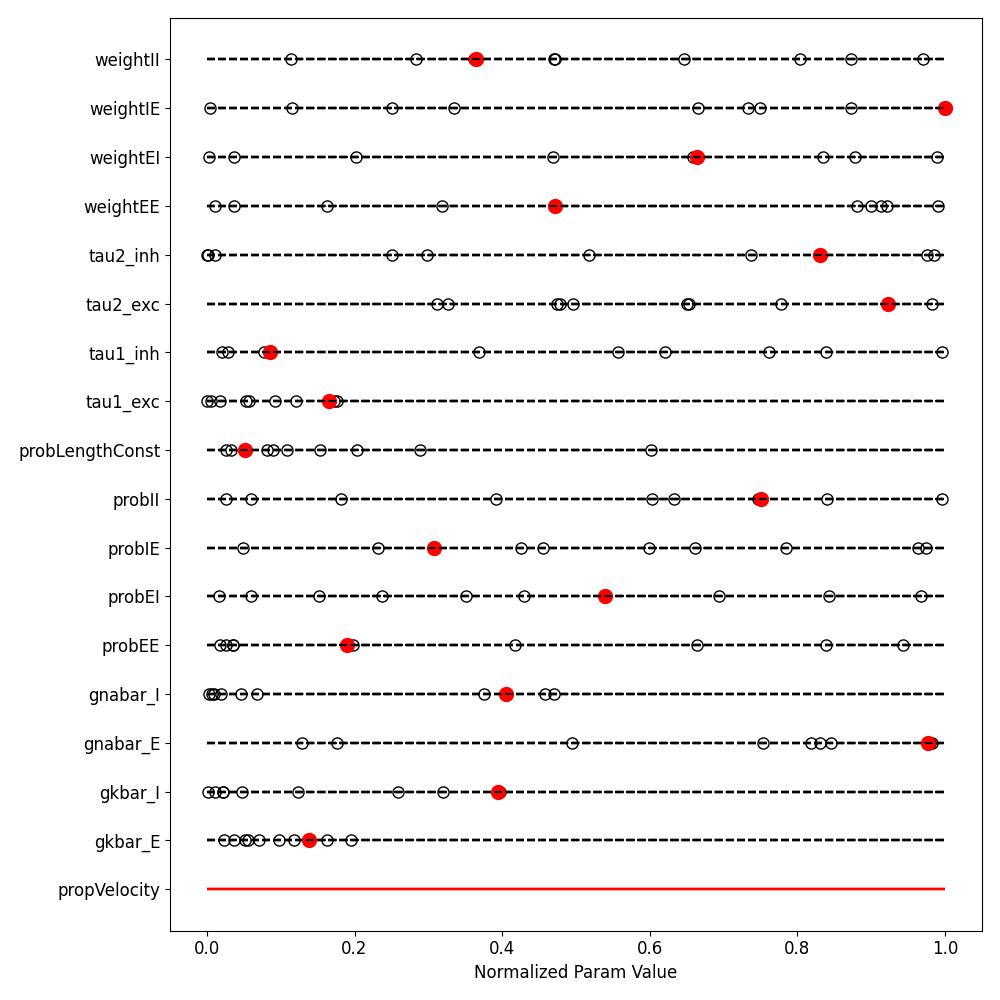 weightII
weightIE
weightEI
weightEE
tau2_inh
tau2_exc
tau1_inh
tau1_exc
probLengthConst
probII
probIE
probEI
probEE
gnabar_I
gnabar_E
gkbar_I
gkbar_E
propVelocity
0.0 0.2 0.4 0.6 0.8 1.0
Normalized Param Value